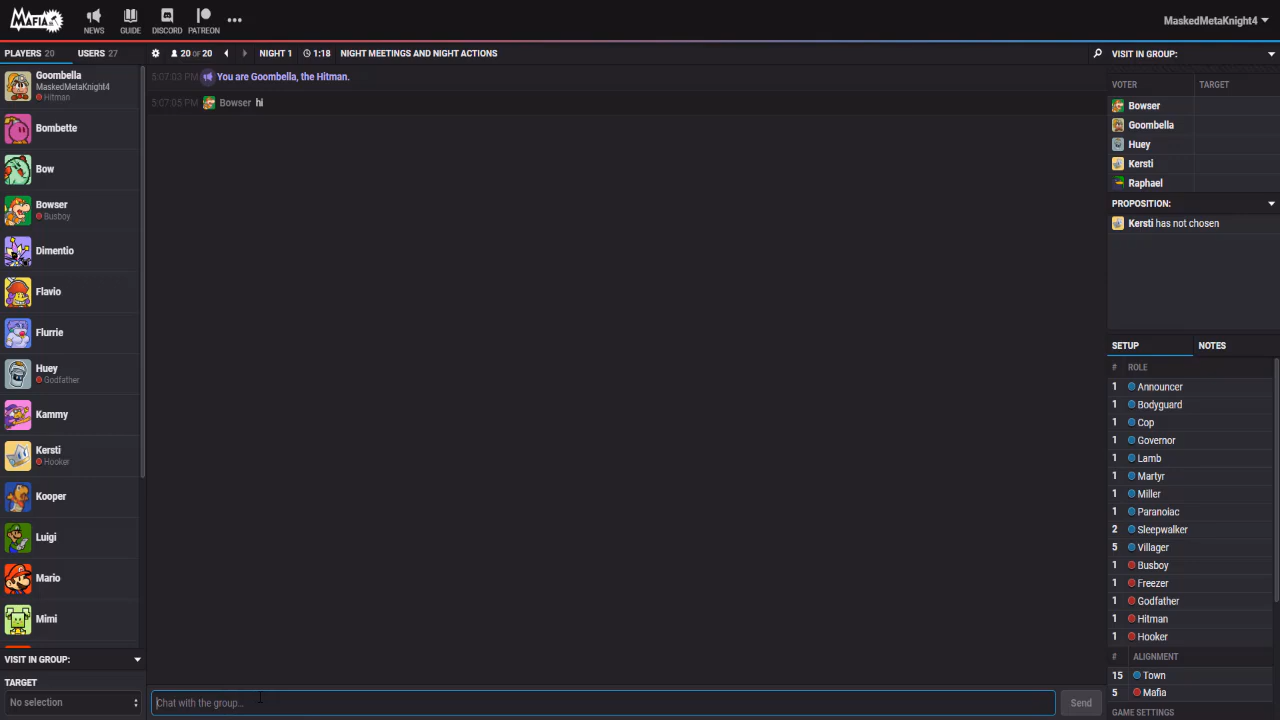 MAFIA
NEWS
GUIDE
DISCORD
PATREON
MaskedMetaKnight4
PLAYERS 20
USERS 27
20 OF 20
NIGHT 1
1:18
NIGHT MEETINGS AND NIGHT ACTIONS
VISIT IN GROUP:
Goombella
MaskedMetaKnight4
Hitman
Bombette
Bow
Bowser
Busboy
Dimentio
Flavio
Flurrie
Huey
Godfather
Kammy
Kersti
Hooker
Kooper
Luigi
Mario
Mimi
VISIT IN GROUP:
TARGET
No selection
5:07:03 PM You are Goombella, the Hitman.
5:07:05 PM Bowser hi
Chat with the group...
Send
VOTER TARGET
Bowser
Goombella
Huey
Kersti
Raphael
PROPOSITION:
Kersti has not chosen
SETUP NOTES
# ROLE
1 Announcer
1 Bodyguard
1 Cop
1 Governor
1 Lamb
1 Martyr
1 Miller
1 Paranoiac
2 Sleepwalker
5 Villager
1 Busboy
1 Freezer
1 Godfather
1 Hitman
1 Hooker
# ALIGNMENT
15 Town
5 Mafia
GAME SETTINGS